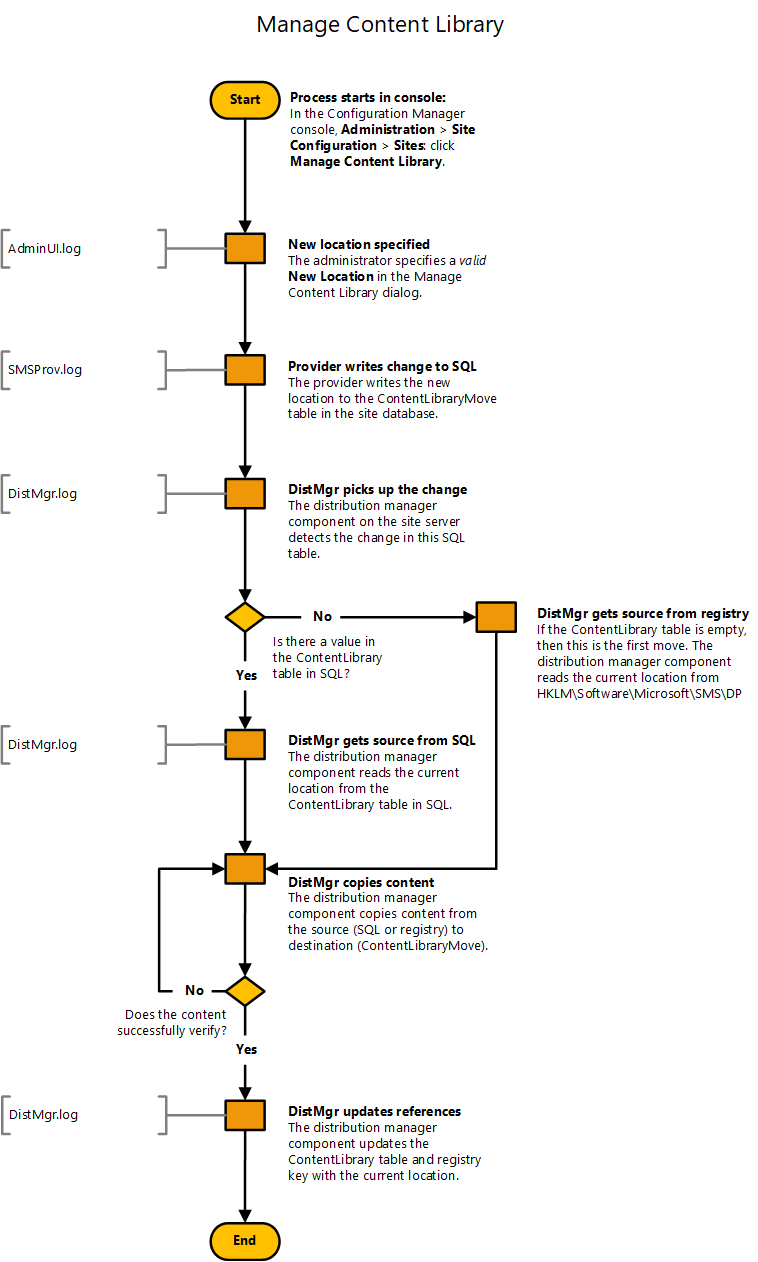 Manage Content Library
Start
Process starts in console:
In the Configuration Manager
console, Administration > Site
Configuration > Sites: click
Manage Content Library.
AdminUI.log
New location specified
The administrator specifies a valid
New Location in the Manage
Content Library dialog.
SMSProv.log
Provider writes change to SQL
The provider writes the new
location to the ContentLibraryMove
table in the site database.
DistMgr.log
DistMgr picks up the change
The distribution manager
component on the site server
detects the change in this SQL
table.
No
Is there a value in
the ContentLibrary
table in SQL?
Yes
DistMgr gets source from registry
If the ContentLibrary table is empty,
then this is the first move. The
distribution manager component
reads the current location from
HKLM\Software\Microsoft\SMS\DP
DistMgr.log
DistMgr gets source from SQL
The distribution manager
component reads the current
location from the
ContentLibrary table in SQL.
DistMgr copies content
The distribution manager
component copies content from
the source (SQL or registry) to
destination (ContentLibraryMove).
No
Does the content
successfully verify?
Yes
DistMgr.log
DistMgr updates references
The distribution manager
component updates the
ContentLibrary table and registry
key with the current location.
End